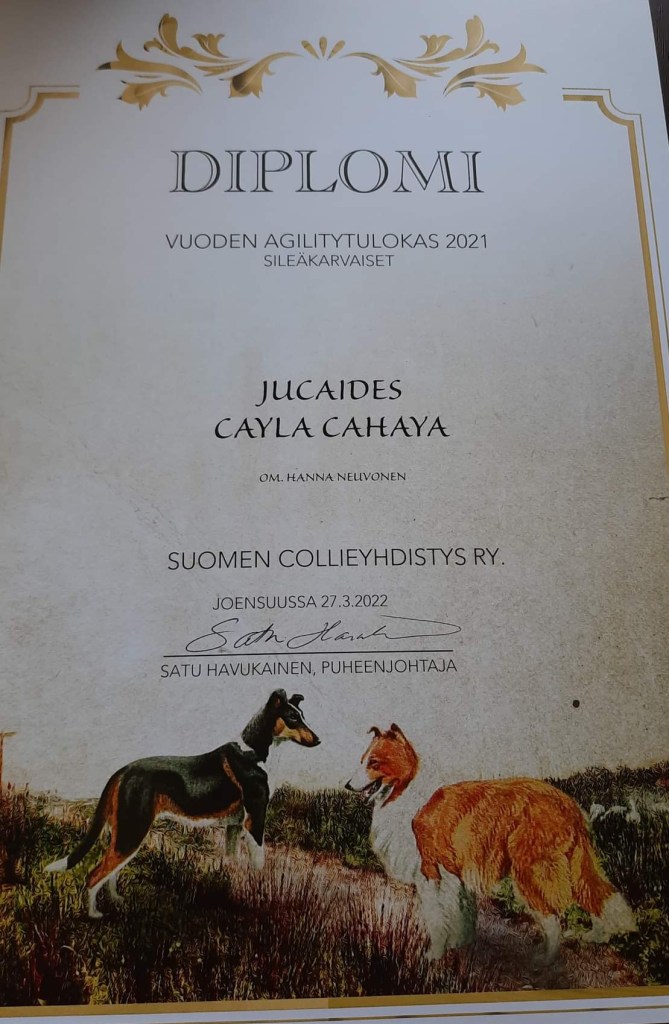 DIPLOMI
VUODEN AGILITYTULOKAS 2021
SILEÄKARVAISET
JUCAIDES
CAYLA CAHAYA
OM. HANNA NEUVONEN
SUOMEN COLLIEYHDISTYS RY.
JOENSUUSSA 27.3.2022
SATU HAVUKAINEN, PUHEENJOHTAJA